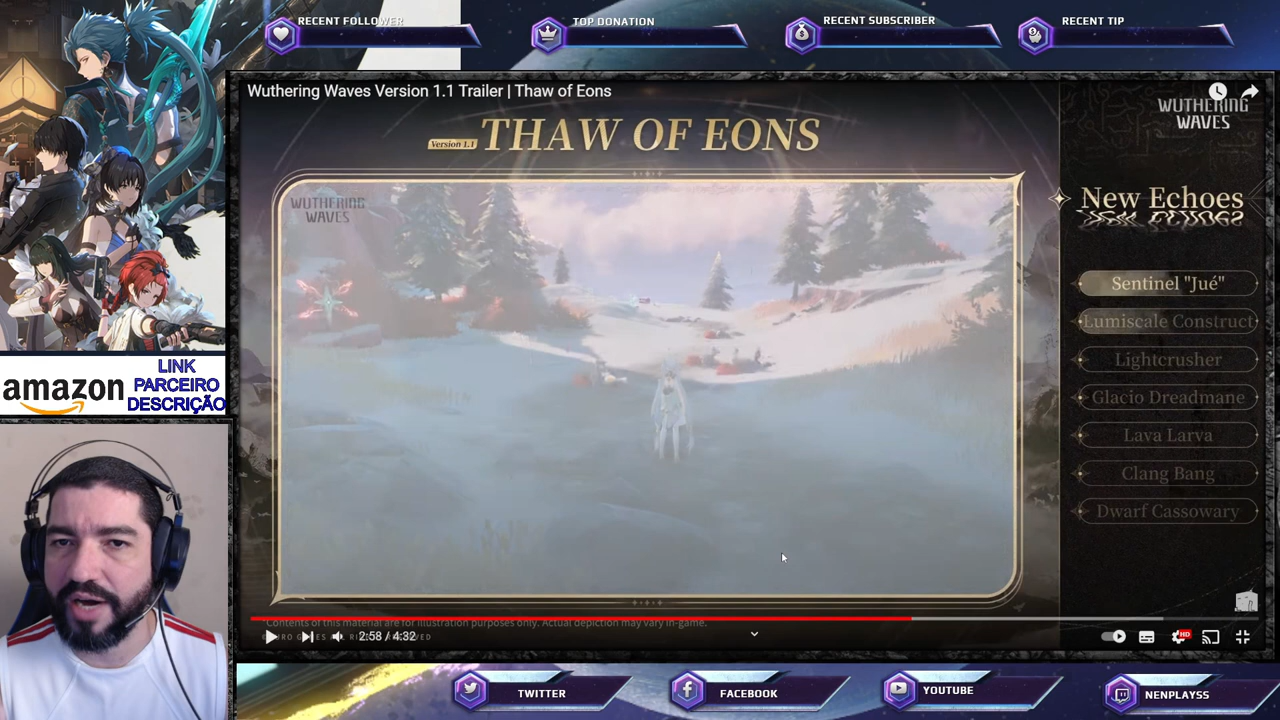 RECENT FOLLOWER
TOP DONATION
RECENT SUBSCRIBER
RECENT TIP
Wuthering Waves Version 1.1 Trailer | Thaw of Eons
WUTHERING
WAVES
Version 1.1 THAW OF EONS
WUTHERING
WAVES
New Echoes
Sentinel "Jué"
Lumiscale Construct
Lightcrusher
Glacio Dreadmane
Lava Larva
Clang Bang
Dwarf Cassowary
amazon
LINK
PARCEIRO
DESCRIÇÃO
Contents of this material are for illustration purposes only. Actual depiction may vary in-game.
2:58 / 4:32
HD
TWITTER
FACEBOOK
YOUTUBE
NENPLAYSS